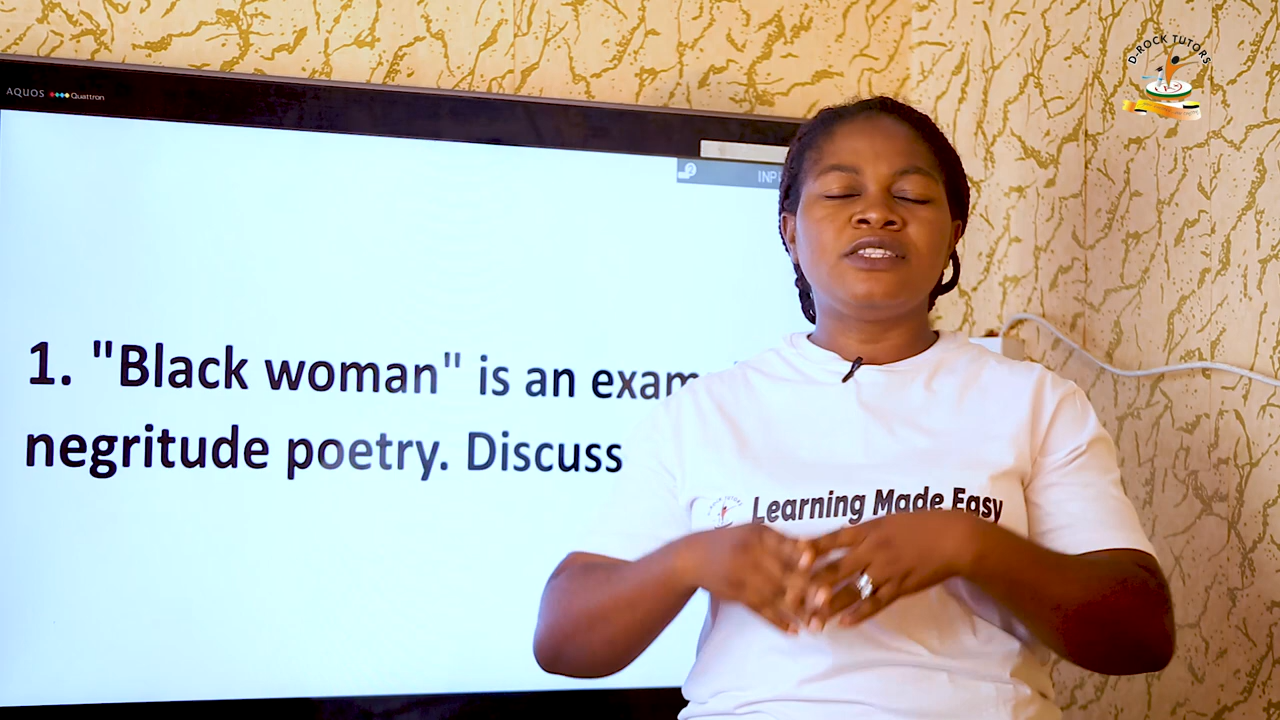 AQUOS Quattron
D-ROCK TUTORS
1. "Black woman" is an exam
negritude poetry. Discuss
Learning Made Easy